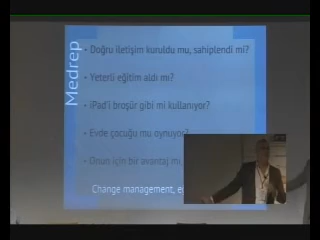 Medrep
- Doğru iletişim kuruldu mu, sahiplendi mi?
- Yeterli eğitim aldı mı?
- iPad'i broşür gibi mi kullanıyor?
- Evde çocuğu mu oynuyor?
- Onun için bir avantaj mı,
Change management,